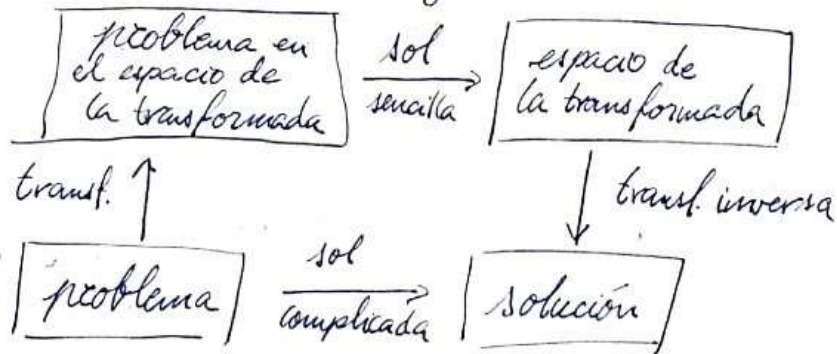 problema en
el espacio de
la transformada
sol
sencilla
espacio de
la transformada
transf.
transf. inversa
problema
sol
complicada
solución